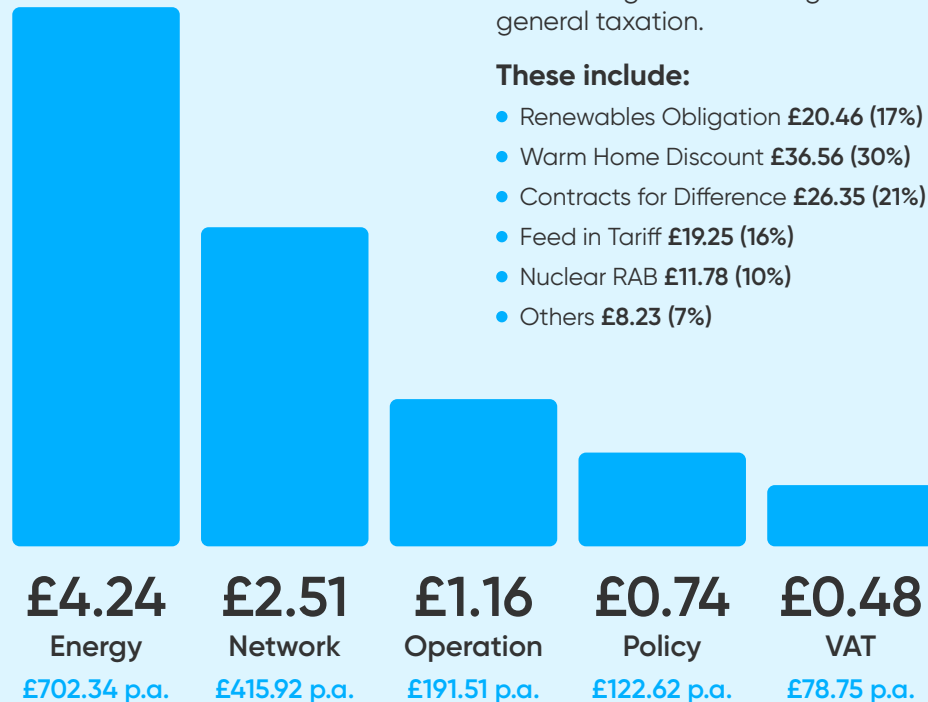 general taxation.
These include:
Renewables Obligation £20.46 (17%)
Warm Home Discount £36.56 (30%)
Contracts for Difference £26.35 (21%)
Feed in Tariff £19.25 (16%)
Nuclear RAB £11.78 (10%)
Others £8.23 (7%)
£4.24 £2.51 £1.16 £0.74 £0.48
Energy Network Operation Policy VAT
£702.34 p.a. £415.92 p.a. £191.51 p.a. £122.62 p.a. £78.75 p.a.